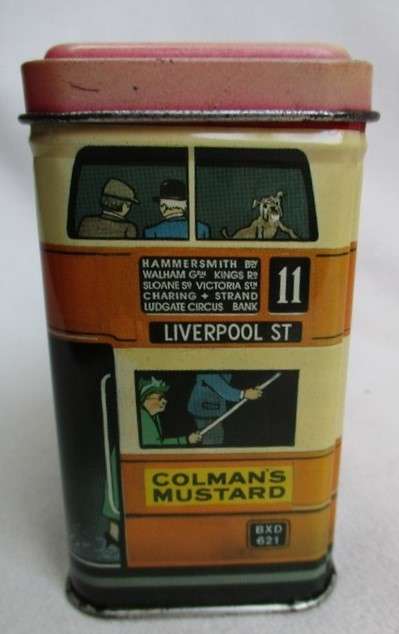 HAMMERSMITH BDY
WALHAM GRN KINGS RD
SLOANE SQ VICTORIA STN
CHARING + STRAND
LUDGATE CIRCUS BANK
11
LIVERPOOL ST
COLMAN'S
MUSTARD
BXD
621